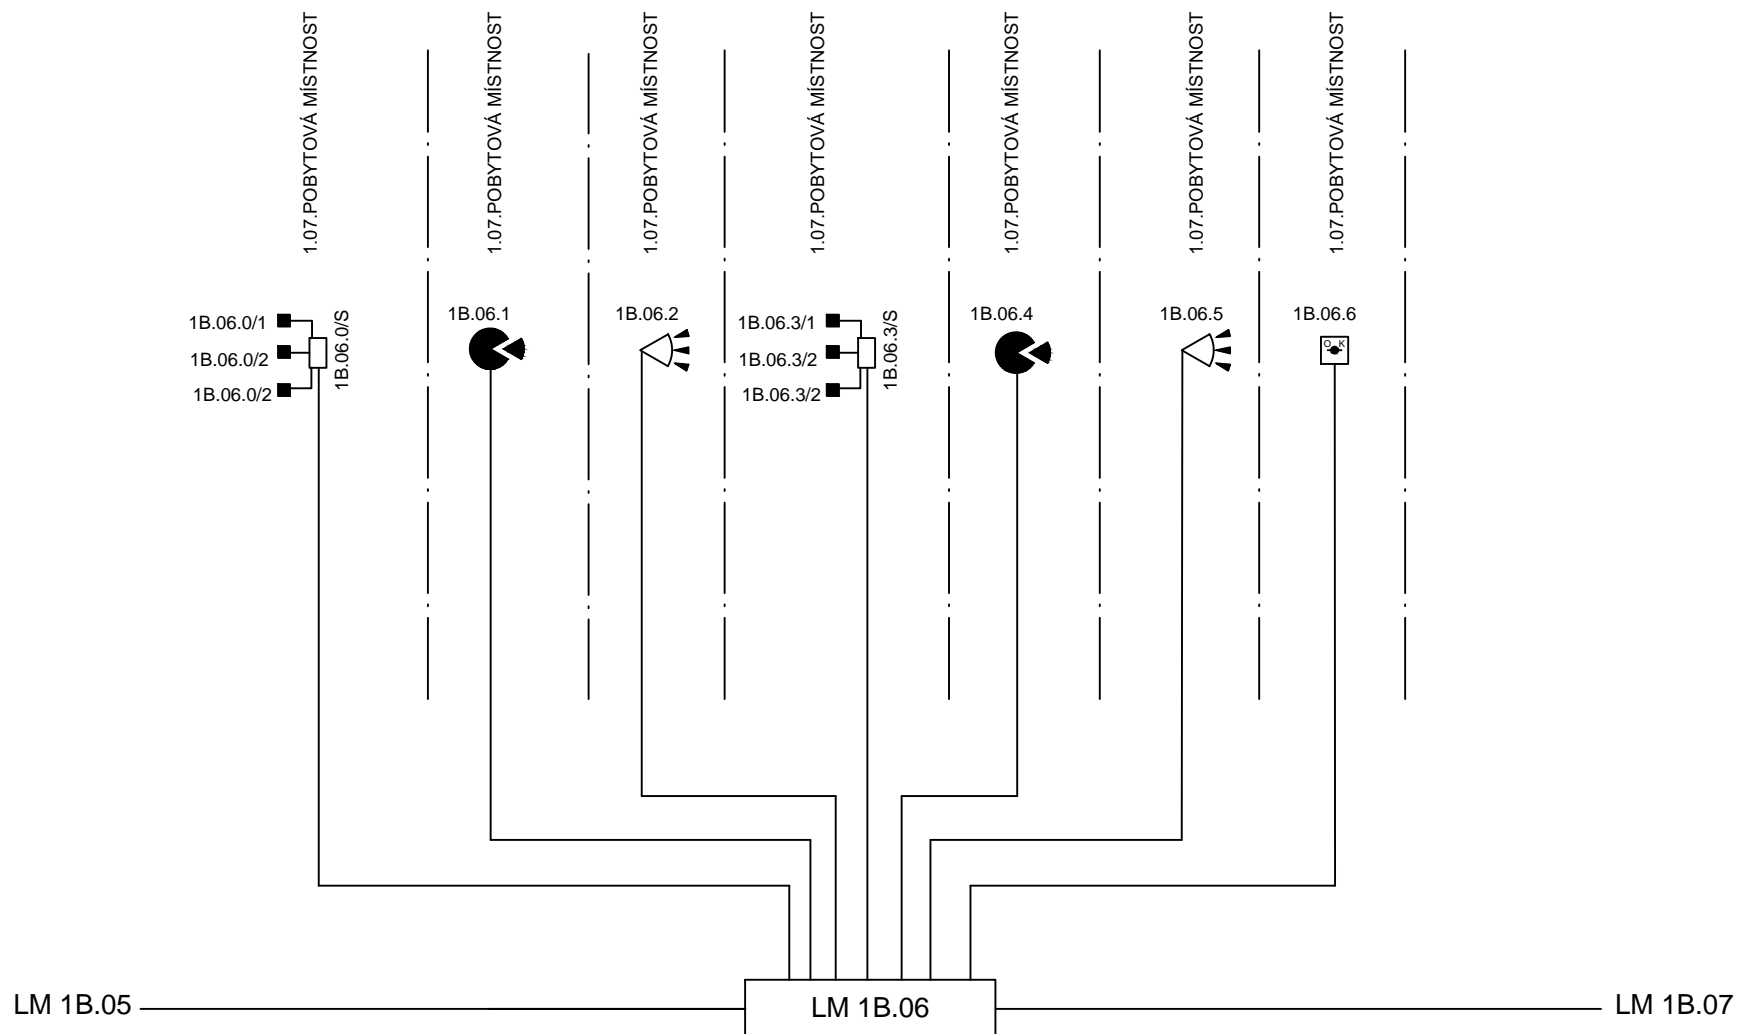 1.07.POBYTOVÁ MÍSTNOST
1.07.POBYTOVÁ MÍSTNOST
1.07.POBYTOVÁ MÍSTNOST
1.07.POBYTOVÁ MÍSTNOST
1.07.POBYTOVÁ MÍSTNOST
1.07.POBYTOVÁ MÍSTNOST
1.07.POBYTOVÁ MÍSTNOST
1B.06.0/1
1B.06.0/2
1B.06.0/2
1B.06.0/S
1B.06.1
1B.06.2
1B.06.3/1
1B.06.3/2
1B.06.3/2
1B.06.3/S
1B.06.4
1B.06.5
1B.06.6
O K
LM 1B.05
LM 1B.06
LM 1B.07